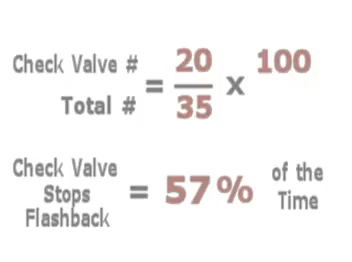 Check Valve # = 20 x 100
Total # 35
Check Valve
Stops = 57% of the
Flashback Time